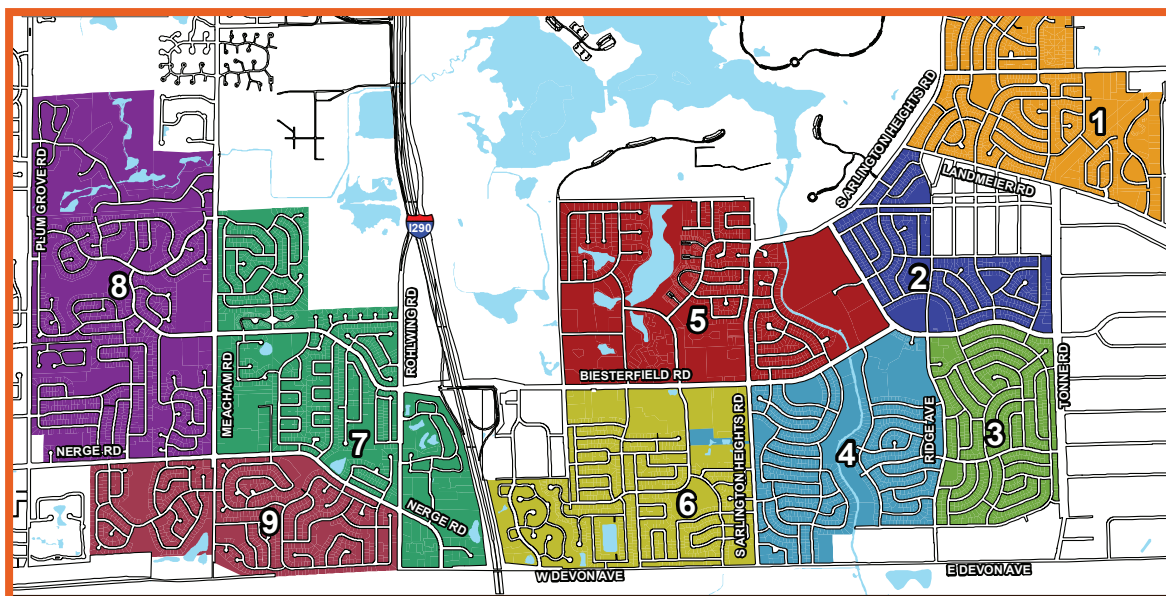 S ARLINGTON HEIGHTS RD
1
LANDMEIER RD
PLUM GROVE RD
I290
2
8
5
ROHLWING RD
TONNE RD
MEACHAM RD
BIESTERFIELD RD
S ARLINGTON HEIGHTS RD
RIDGE AVE
3
7
4
NERGE RD
6
9
NERGE RD
W DEVON AVE
E DEVON AVE